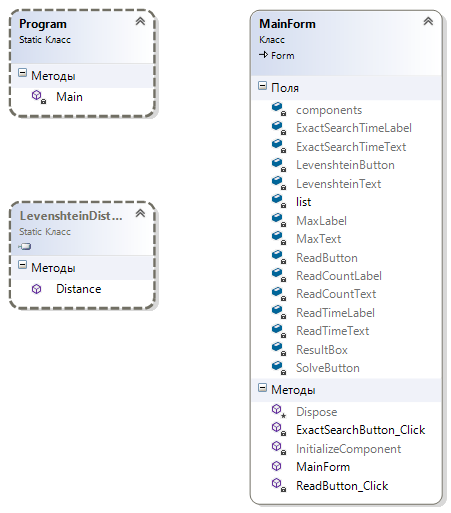 Program
Static Класс
Методы
Main
LevenshteinDist...
Static Класс
Методы
Distance
MainForm
Класс
Form
Поля
components
ExactSearchTimeLabel
ExactSearchTimeText
LevenshteinButton
LevenshteinText
list
MaxLabel
MaxText
ReadButton
ReadCountLabel
ReadCountText
ReadTimeLabel
ReadTimeText
ResultBox
SolveButton
Методы
Dispose
ExactSearchButton_Click
InitializeComponent
MainForm
ReadButton_Click